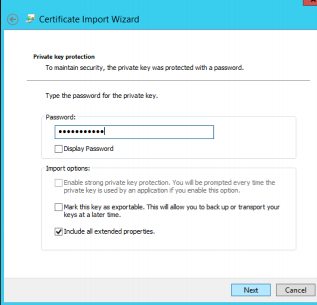 Certificate Import Wizard
Private key protection
To maintain security, the private key was protected with a password.
Type the password for the private key.
Password:
•••••••••••
Display Password
Import options:
Enable strong private key protection. You will be prompted every time the
private key is used by an application if you enable this option.
Mark this key as exportable. This will allow you to back up or transport your
keys at a later time.
Include all extended properties.
Next Cancel